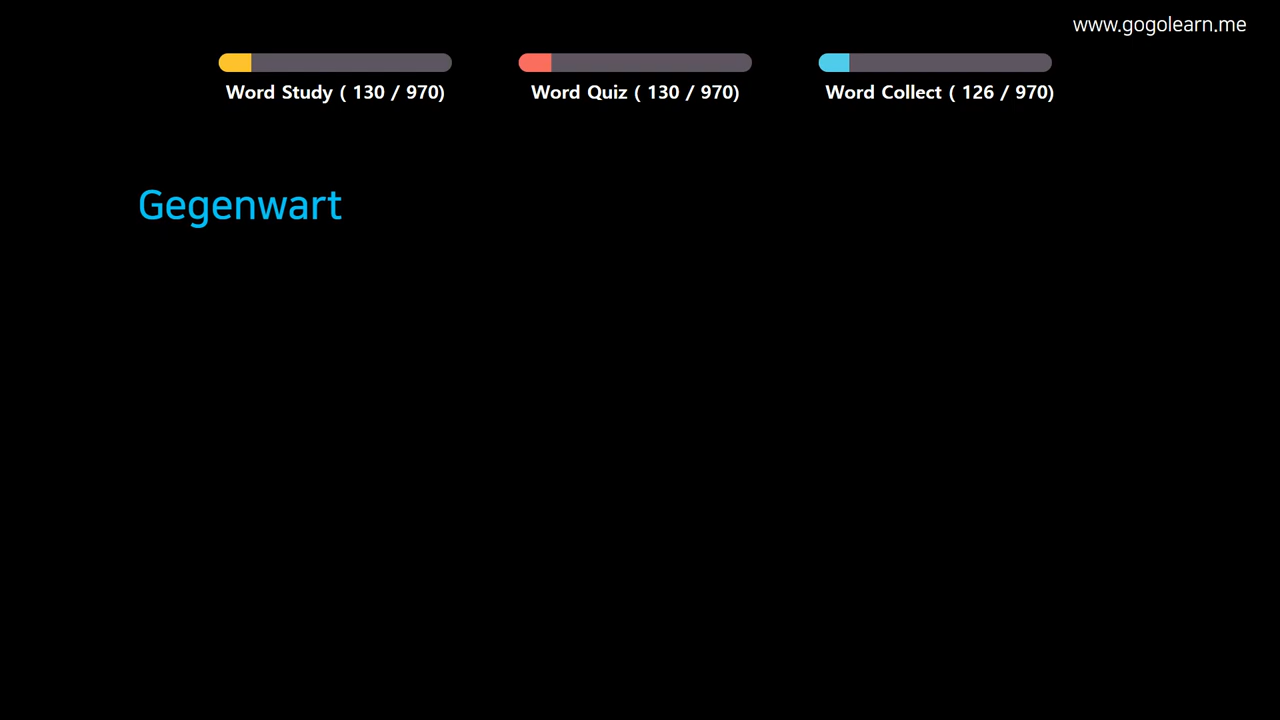 www.gogolearn.me
Word Study ( 130 / 970)
Word Quiz ( 130 / 970)
Word Collect ( 126 / 970)
Gegenwart